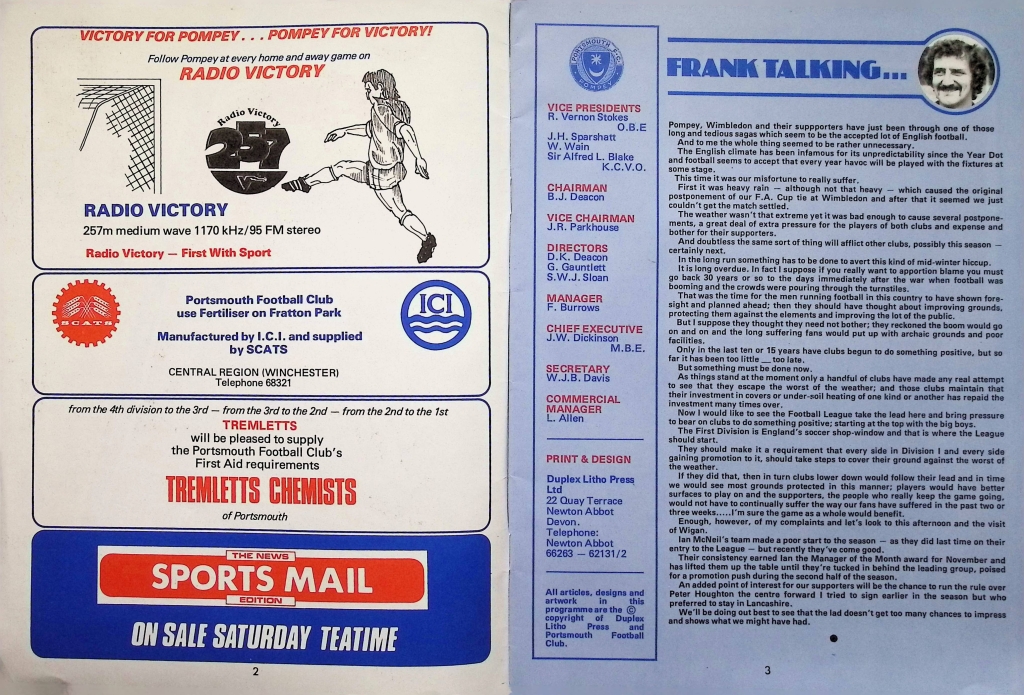 VICTORY FOR POMPEY . . . POMPEY FOR VICTORY!
Follow Pompey at every home and away game on
RADIO VICTORY
Radio Victory
257
RADIO VICTORY
257m medium wave 1170 kHz/95 FM stereo
Radio Victory — First With Sport
SCATS
Portsmouth Football Club
use Fertiliser on Fratton Park
Manufactured by I.C.I. and supplied
by SCATS
CENTRAL REGION (WINCHESTER)
Telephone 68321
ICI
from the 4th division to the 3rd — from the 3rd to the 2nd — from the 2nd to the 1st
TREMLETTS
will be pleased to supply
the Portsmouth Football Club's
First Aid requirements
TREMLETTS CHEMISTS
of Portsmouth
THE NEWS
SPORTS MAIL
EDITION
ON SALE SATURDAY TEATIME
2
PORTSMOUTH F.C.
POMPEY
VICE PRESIDENTS
R. Vernon Stokes
O.B.E
J.H. Sparshatt
W. Wain
Sir Alfred L. Blake
K.C.V.O.
CHAIRMAN
B.J. Deacon
VICE CHAIRMAN
J.R. Parkhouse
DIRECTORS
D.K. Deacon
G. Gauntlett
S.W.J. Sloan
MANAGER
F. Burrows
CHIEF EXECUTIVE
J.W. Dickinson
M.B.E.
SECRETARY
W.J.B. Davis
COMMERCIAL
MANAGER
L. Allen
PRINT & DESIGN
Duplex Litho Press
Ltd
22 Quay Terrace
Newton Abbot
Devon.
Telephone:
Newton Abbot
66263 — 62131/2
All articles, designs and
artwork in this
programme are the ©
copyright of Duplex
Litho Press and
Portsmouth Football
Club.
FRANK TALKING...
Pompey, Wimbledon and their suppporters have just been through one of those
long and tedious sagas which seem to be the accepted lot of English football.
And to me the whole thing seemed to be rather unnecessary.
The English climate has been infamous for its unpredictability since the Year Dot
and football seems to accept that every year havoc will be played with the fixtures at
some stage.
This time it was our misfortune to really suffer.
First it was heavy rain — although not that heavy — which caused the original
postponement of our F.A. Cup tie at Wimbledon and after that it seemed we just
couldn't get the match settled.
The weather wasn't that extreme yet it was bad enough to cause several postpone-
ments, a great deal of extra pressure for the players of both clubs and expense and
bother for their supporters.
And doubtless the same sort of thing will afflict other clubs, possibly this season —
certainly next.
In the long run something has to be done to avert this kind of mid-winter hiccup.
It is long overdue. In fact I suppose if you really want to apportion blame you must
go back 30 years or so to the days immediately after the war when football was
booming and the crowds were pouring through the turnstiles.
That was the time for the men running football in this country to have shown fore-
sight and planned ahead; then they should have thought about improving grounds,
protecting them against the elements and improving the lot of the public.
But I suppose they thought they need not bother; they reckoned the boom would go
on and on and the long suffering fans would put up with archaic grounds and poor
facilities.
Only in the last ten or 15 years have clubs begun to do something positive, but so
far it has been too little __ too late.
But something must be done now.
As things stand at the moment only a handful of clubs have made any real attempt
to see that they escape the worst of the weather; and those clubs maintain that
their investment in covers or under-soil heating of one kind or another has repaid the
investment many times over.
Now I would like to see the Football League take the lead here and bring pressure
to bear on clubs to do something positive; starting at the top with the big boys.
The First Division is England's soccer shop-window and that is where the League
should start.
They should make it a requirement that every side in Division I and every side
gaining promotion to it, should take steps to cover their ground against the worst of
the weather.
If they did that, then in turn clubs lower down would follow their lead and in time
we would see most grounds protected in this manner; players would have better
surfaces to play on and the supporters, the people who really keep the game going,
would not have to continually suffer the way our fans have suffered in the past two or
three weeks.....I'm sure the game as a whole would benefit.
Enough, however, of my complaints and let's look to this afternoon and the visit
of Wigan.
Ian McNeil's team made a poor start to the season — as they did last time on their
entry to the League — but recently they've come good.
Their consistency earned Ian the Manager of the Month award for November and
has lifted them up the table until they're tucked in behind the leading group, poised
for a promotion push during the second half of the season.
An added point of interest for our supporters will be the chance to run the rule over
Peter Houghton the centre forward I tried to sign earlier in the season but who
preferred to stay in Lancashire.
We'll be doing out best to see that the lad doesn't get too many chances to impress
and shows what we might have had.
3